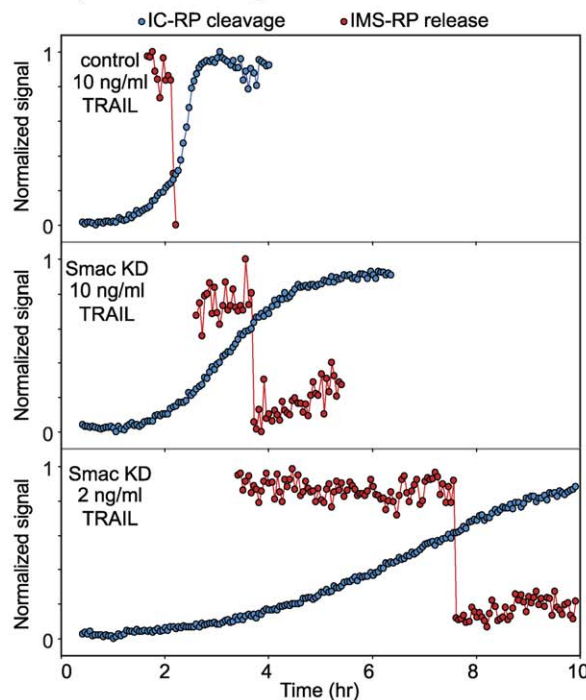 IC-RP cleavage IMS-RP release
control
10 ng/ml
TRAIL
Normalized signal
1
0
Smac KD
10 ng/ml
TRAIL
Normalized signal
1
0
Smac KD
2 ng/ml
TRAIL
Normalized signal
1
0
0 2 4 6 8 10
Time (hr)